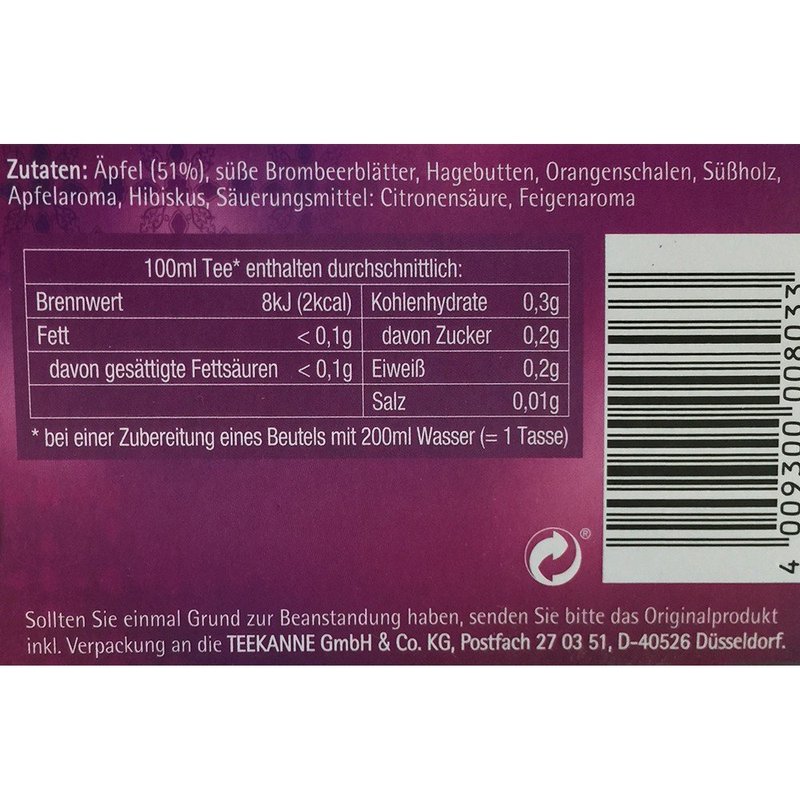 Zutaten: Äpfel (51%), süße Brombeerblätter, Hagebutten, Orangenschalen, Süßholz,
Apfelaroma, Hibiskus, Säuerungsmittel: Citronensäure, Feigenaroma
100ml Tee* enthalten durchschnittlich:
Brennwert 8kJ (2kcal) Kohlenhydrate 0,3g
Fett < 0,1g davon Zucker 0,2g
davon gesättigte Fettsäuren < 0,1g Eiweiß 0,2g
Salz 0,01g
* bei einer Zubereitung eines Beutels mit 200ml Wasser (= 1 Tasse)
4 009300 008033
®
Sollten Sie einmal Grund zur Beanstandung haben, senden Sie bitte das Originalprodukt
inkl. Verpackung an die TEEKANNE GmbH & Co. KG, Postfach 27 03 51, D-40526 Düsseldorf.